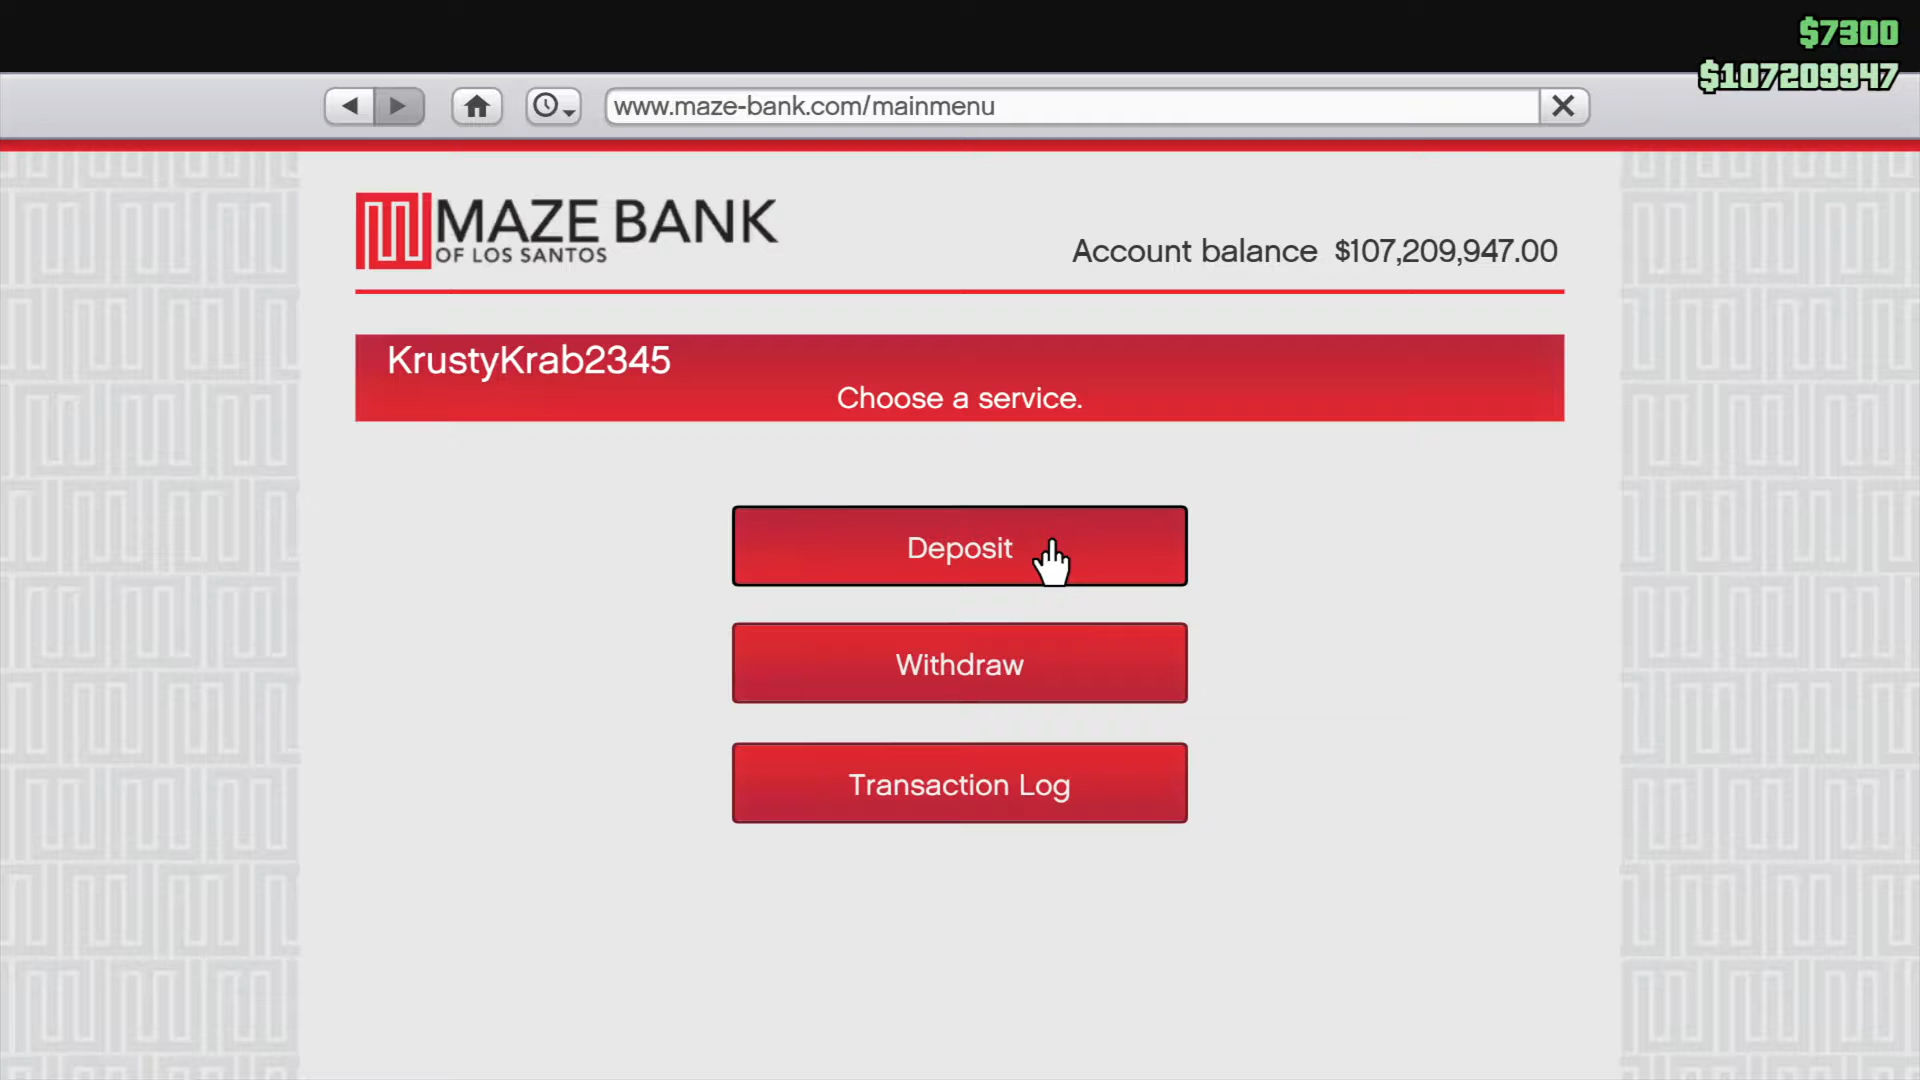 $7300
$107209947
www.maze-bank.com/mainmenu
MAZE BANK
OF LOS SANTOS
Account balance $107,209,947.00
KrustyKrab2345
Choose a service.
Deposit
Withdraw
Transaction Log